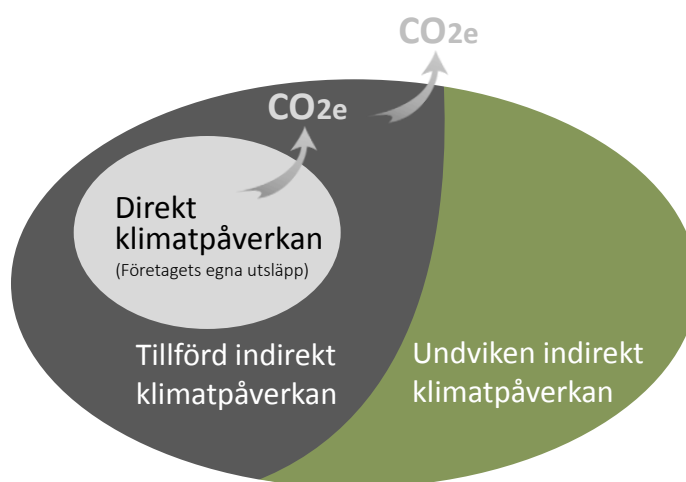 CO2e
CO2e
Direkt
klimatpåverkan
(Företagets egna utsläpp)
Tillförd indirekt
klimatpåverkan
Undviken indirekt
klimatpåverkan